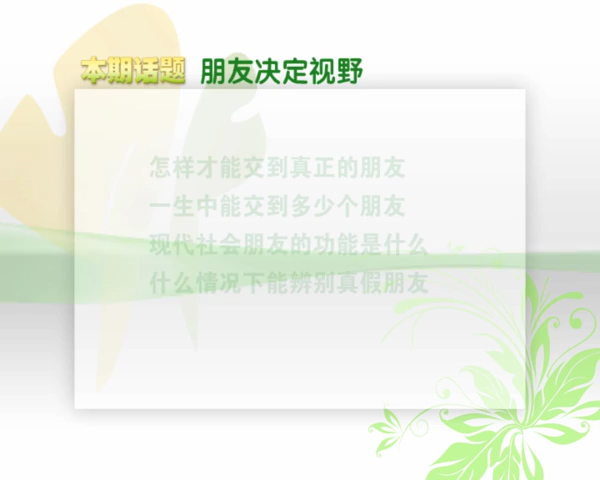 本期话题 朋友决定视野
怎样才能交到真正的朋友
一生中能交到多少个朋友
现代社会朋友的功能是什么
什么情况下能辨别真假朋友